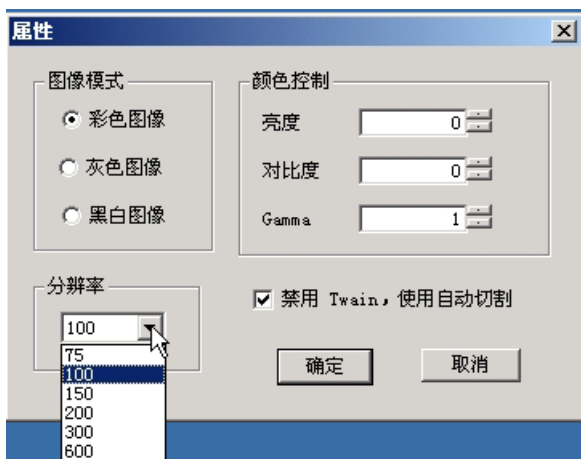 属性
图像模式
彩色图像
灰色图像
黑白图像
颜色控制
亮度 0
对比度 0
Gamma 1
分辨率
100
75
100
150
200
300
600
禁用 Twain，使用自动切割
确定
取消